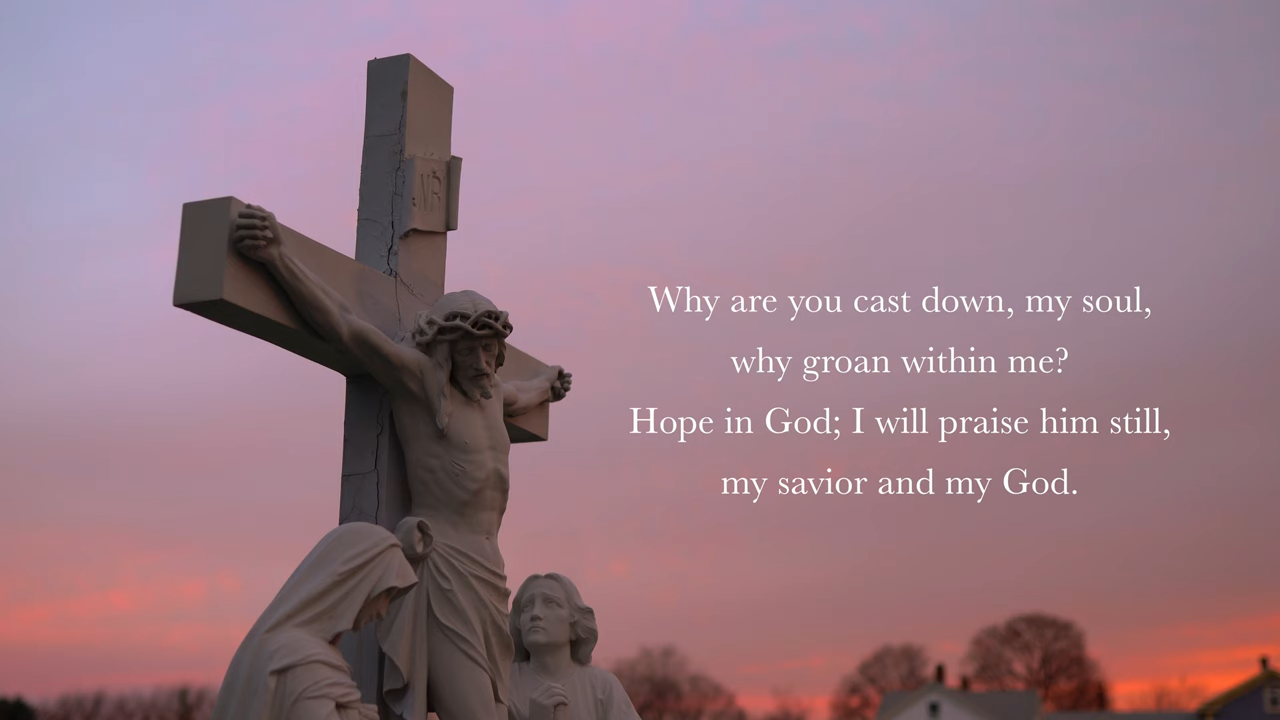 Why are you cast down, my soul,
why groan within me?
Hope in God; I will praise him still,
my savior and my God.